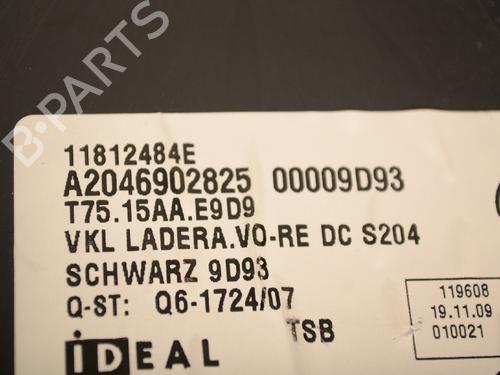 B-PARTS
11812484E
A2046902825 00009D93
T75.15AA.E9D9
VKL LADERA.VO-RE DC S204
SCHWARZ 9D93
Q-ST: Q6-1724/07
119608
19.11.09
010021
TSB
iDEAL